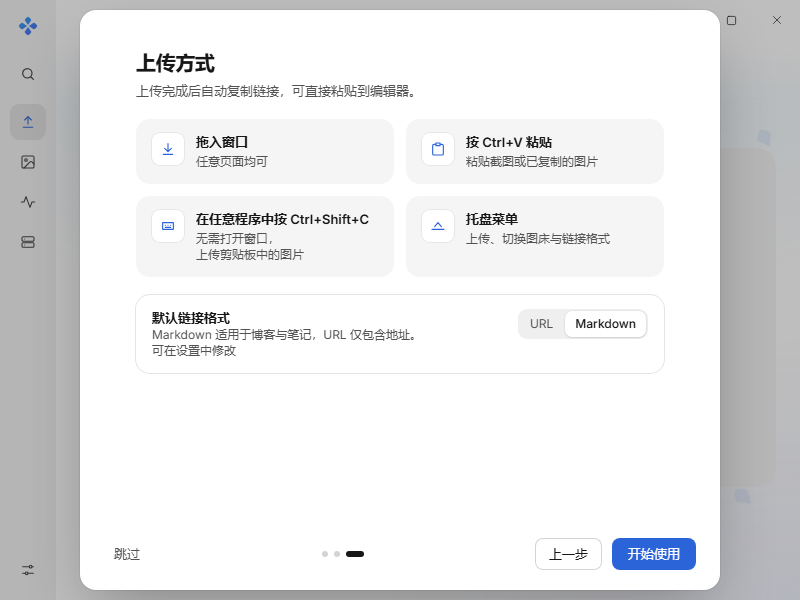 上传方式
上传完成后自动复制链接，可直接粘贴到编辑器。
拖入窗口
任意页面均可
按 Ctrl+V 粘贴
粘贴截图或已复制的图片
在任意程序中按 Ctrl+Shift+C
无需打开窗口，
上传剪贴板中的图片
托盘菜单
上传、切换图床与链接格式
默认链接格式
Markdown 适用于博客与笔记，URL 仅包含地址。
可在设置中修改
URL
Markdown
跳过
上一步
开始使用